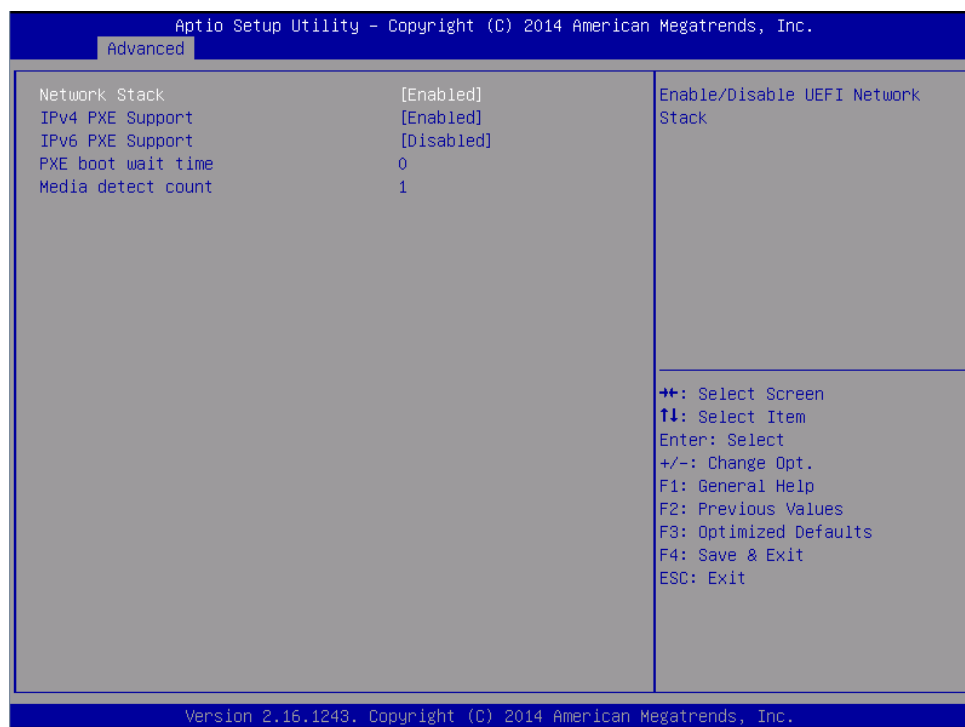 Aptio Setup Utility – Copyright (C) 2014 American Megatrends, Inc.
Advanced
Network Stack [Enabled]
IPv4 PXE Support [Enabled]
IPv6 PXE Support [Disabled]
PXE boot wait time 0
Media detect count 1
Enable/Disable UEFI Network
Stack
→←: Select Screen
↑↓: Select Item
Enter: Select
+/-: Change Opt.
F1: General Help
F2: Previous Values
F3: Optimized Defaults
F4: Save & Exit
ESC: Exit
Version 2.16.1243. Copyright (C) 2014 American Megatrends, Inc.